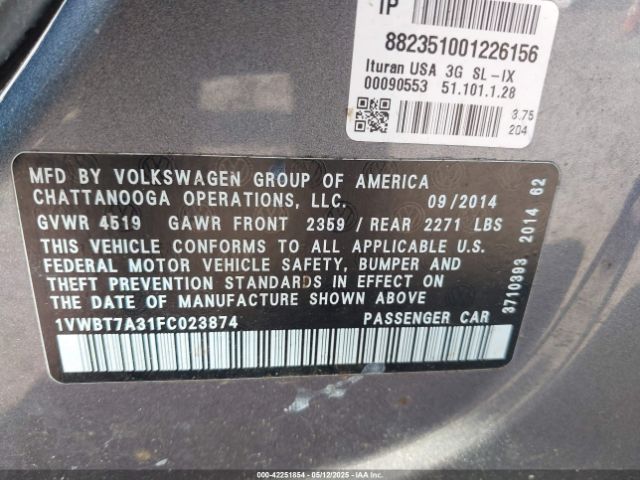 IP
882351001226156
Ituran USA 3G SL-IX
00090553 51.101.1.28
3.75
204
MFD BY VOLKSWAGEN GROUP OF AMERICA
CHATTANOOGA OPERATIONS, LLC. 09/2014
GVWR 4519 GAWR FRONT 2359 / REAR 2271 LBS
THIS VEHICLE CONFORMS TO ALL APPLICABLE U.S.
FEDERAL MOTOR VEHICLE SAFETY, BUMPER AND
THEFT PREVENTION STANDARDS IN EFFECT ON
THE DATE OF MANUFACTURE SHOWN ABOVE
1VWBT7A31FC023874 PASSENGER CAR
3710393 2014 62
000-42251854 - 05/12/2025 - IAAI.COM